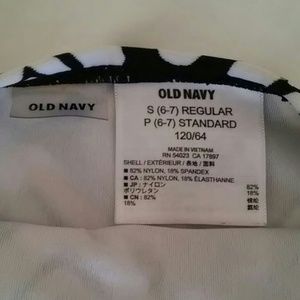 OLD NAVY
OLD NAVY
S (6-7) REGULAR
P (6-7) STANDARD
120/64
MADE IN VIETNAM
RN 54023 CA 17897
SHELL / EXTÉRIEUR / 表地 / 面料
■ 82% NYLON, 18% SPANDEX
■ CA : 82% NYLON, 18% ÉLASTHANNE
■ JP : ナイロン 82%
ポリウレタン 18%
■ CN : 82%
18%